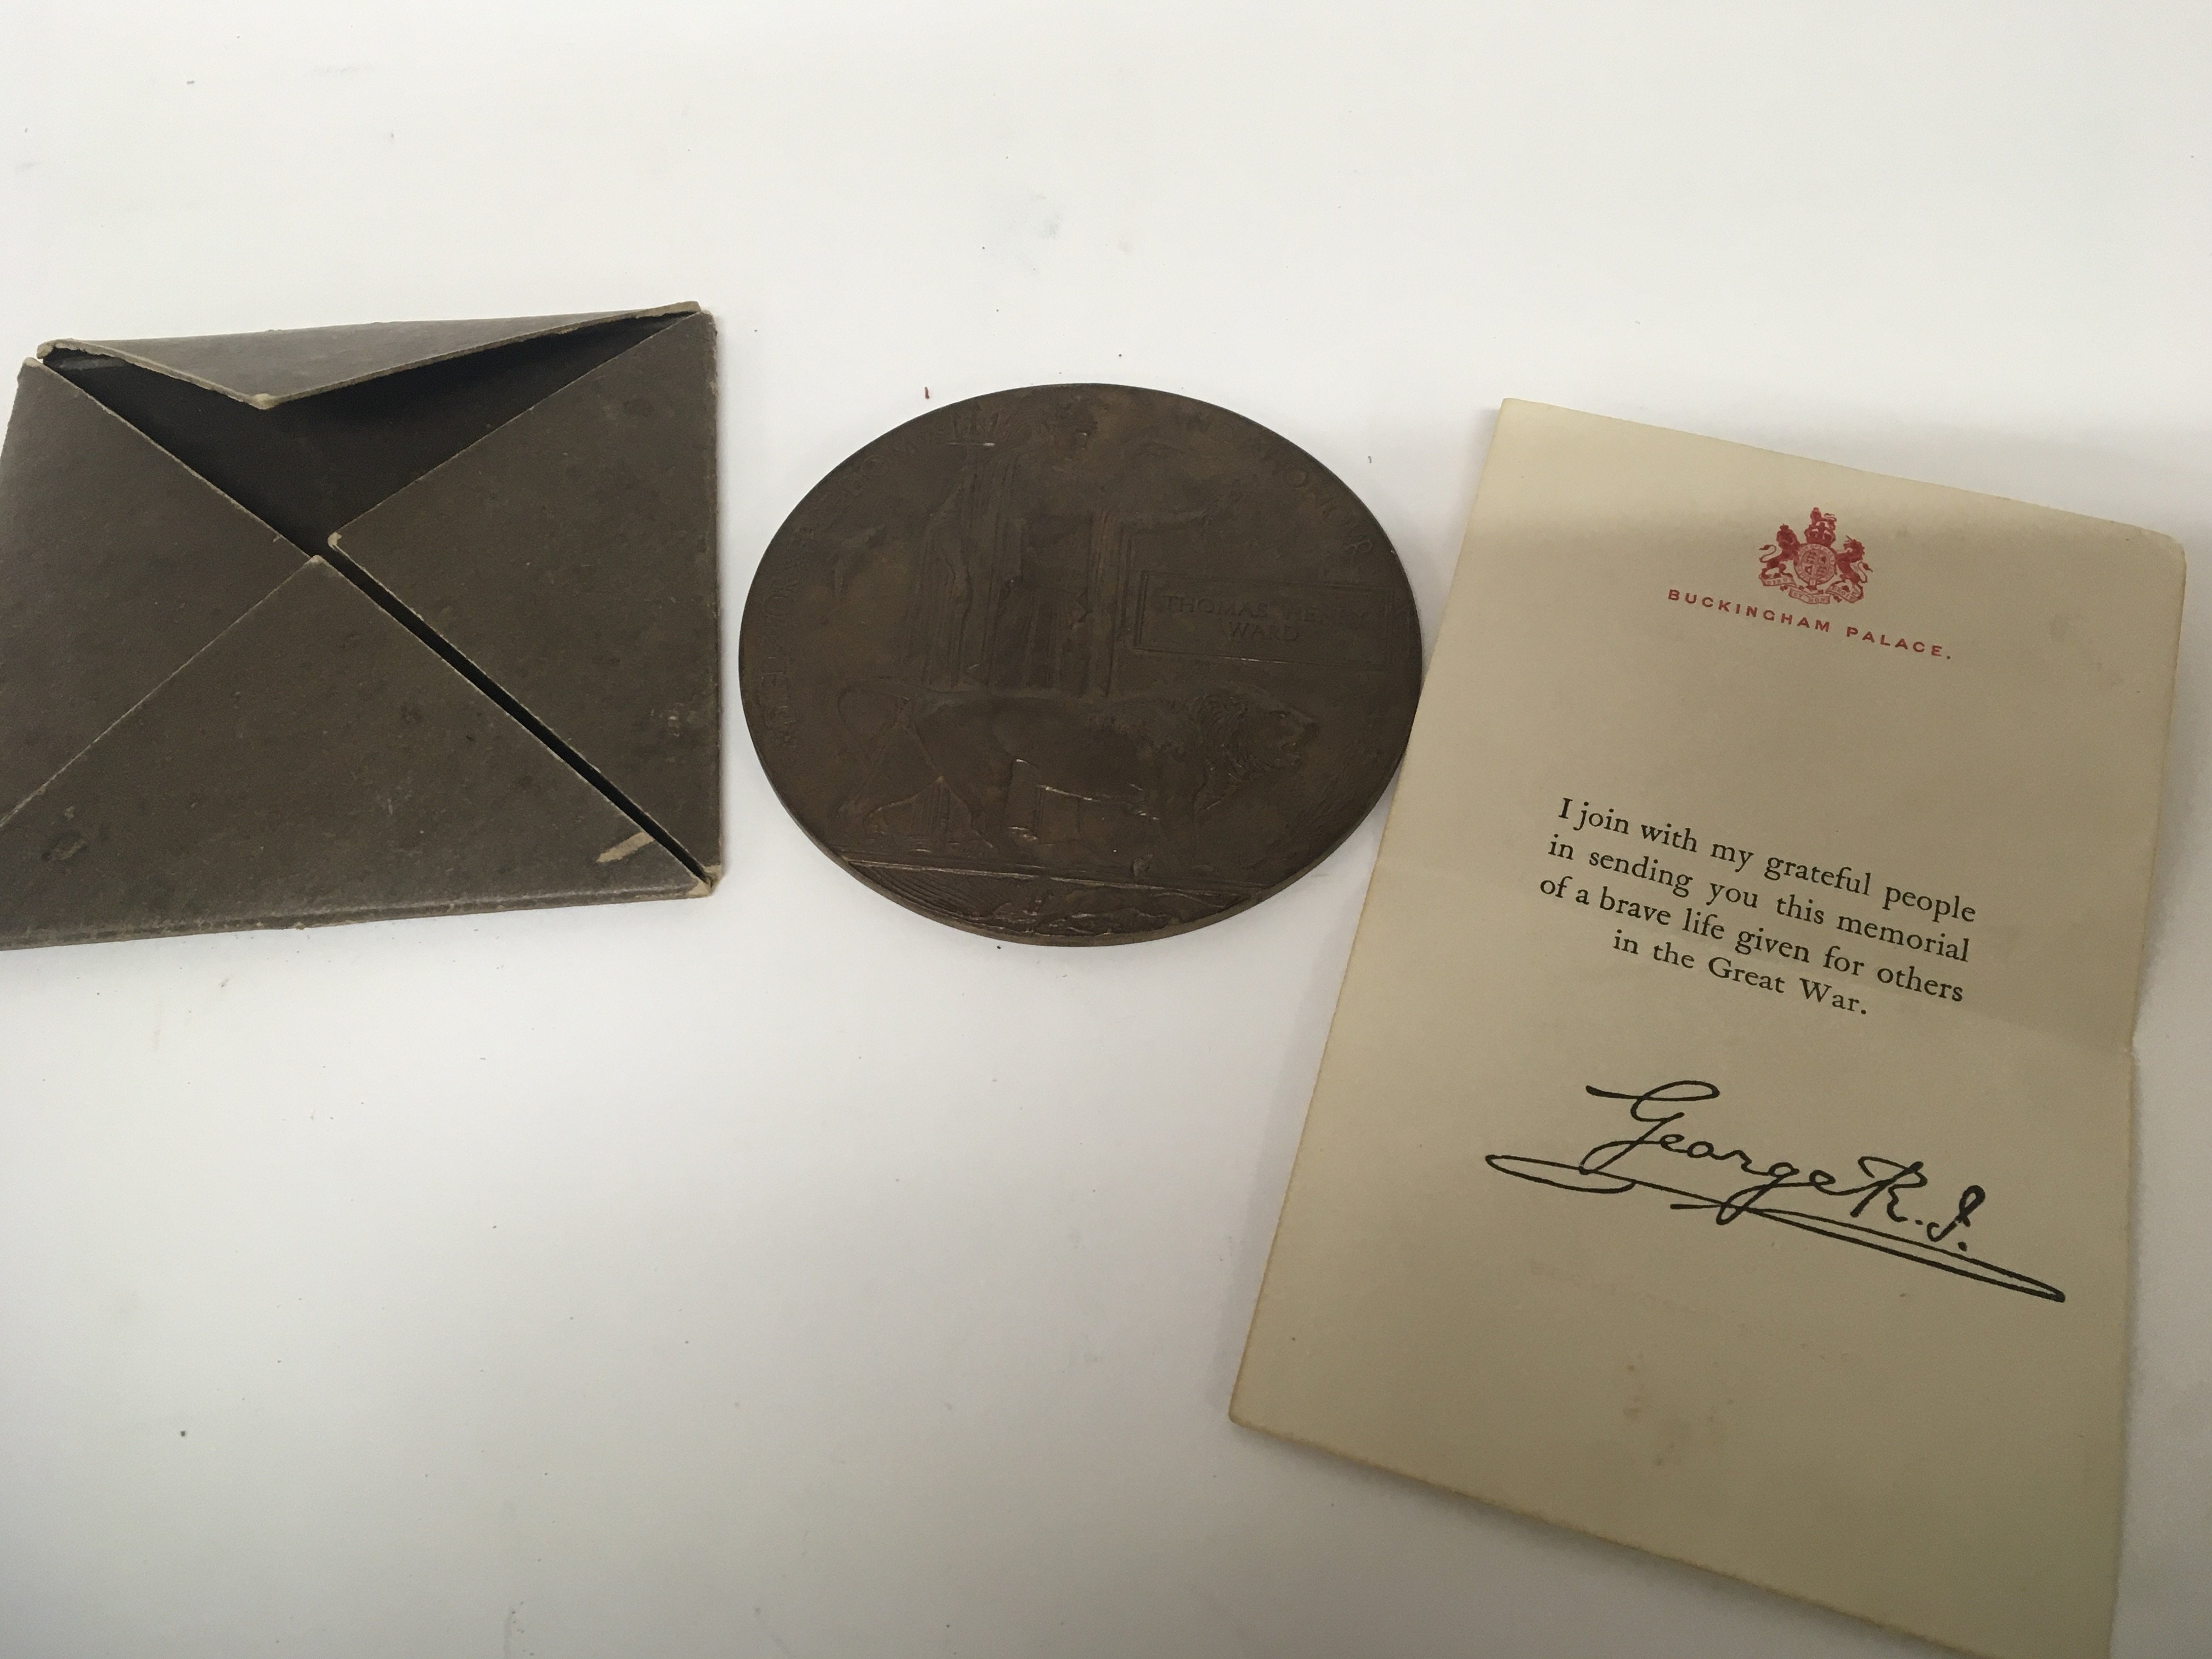 THOMAS HENRY
WARD
BUCKINGHAM PALACE.
I join with my grateful people
in sending you this memorial
of a brave life given for others
in the Great War.
George R.I.